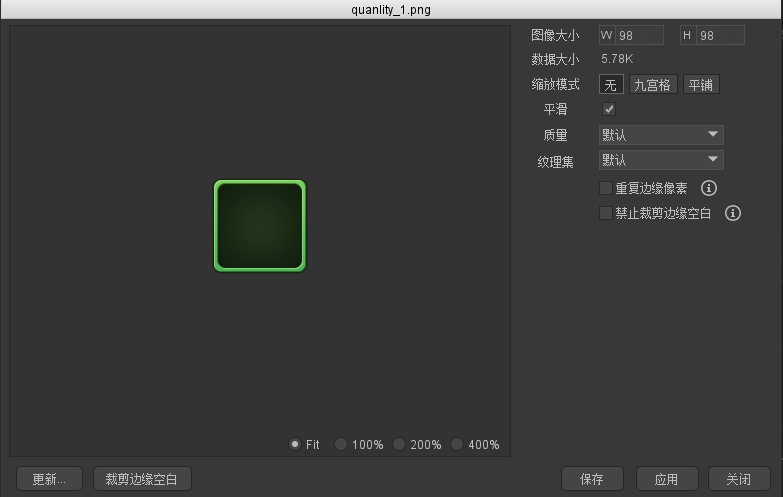 quanlity_1.png
图像大小 W 98 H 98
数据大小 5.78K
缩放模式 无 九宫格 平铺
平滑
质量 默认
纹理集 默认
重复边缘像素
禁止裁剪边缘空白
Fit 100% 200% 400%
更新... 裁剪边缘空白 保存 应用 关闭